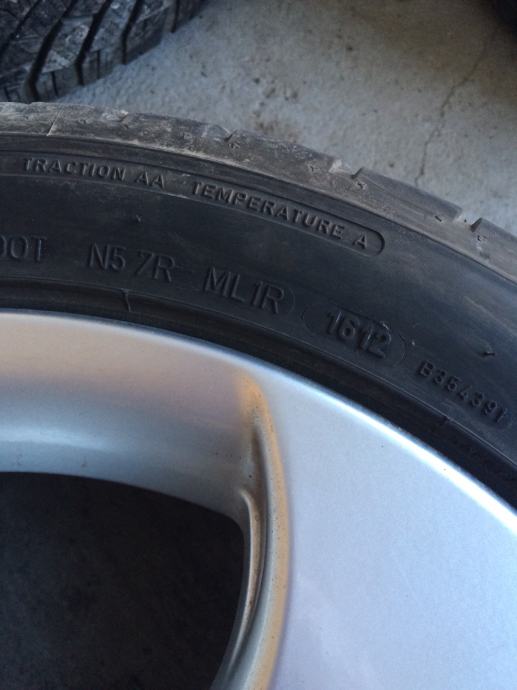 TRACTION AA TEMPERATURE A
DOT N5 7R ML1R 1612
B354391